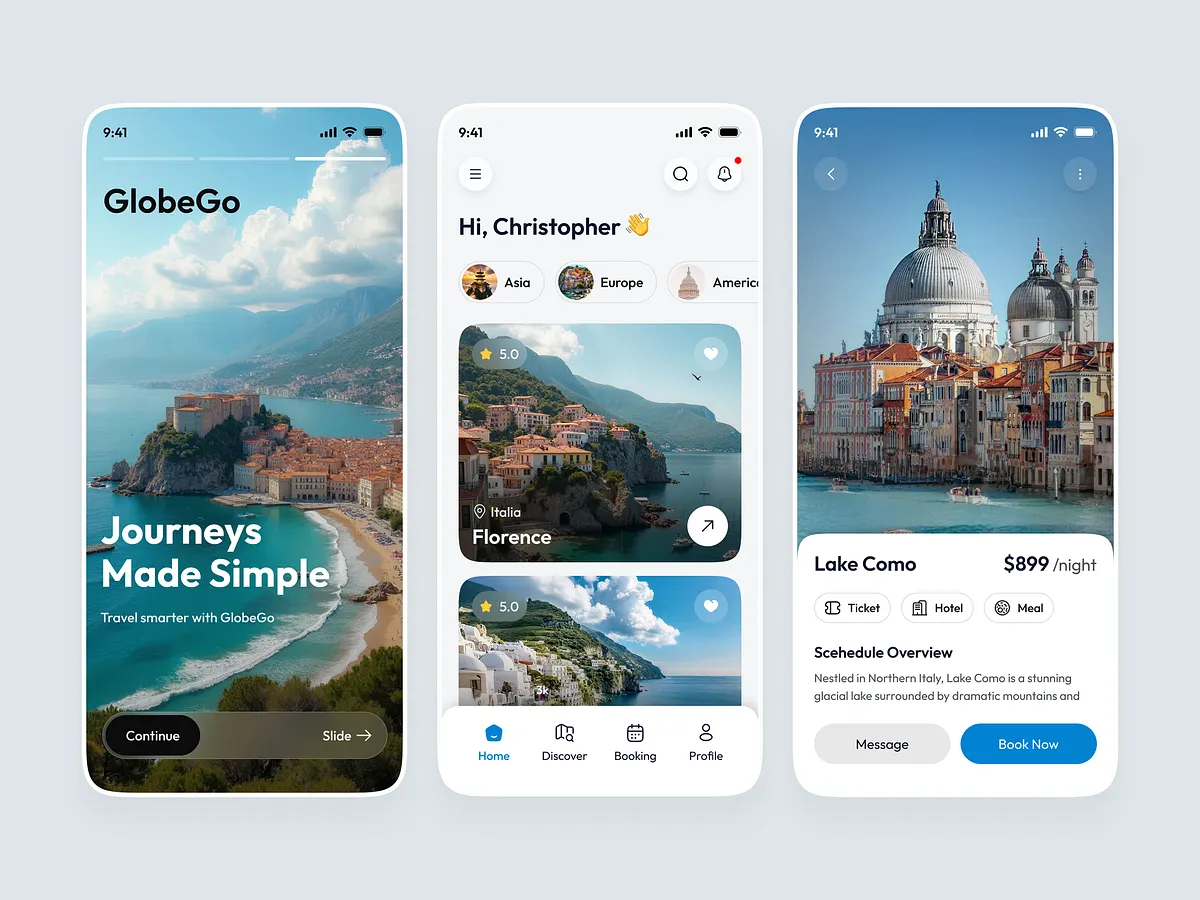 9:41
GlobeGo
Journeys
Made Simple
Travel smarter with GlobeGo
Continue
Slide
9:41
Hi, Christopher 👋
Asia
Europe
Americ
5.0
Italia
Florence
5.0
3k
Home
Discover
Booking
Profile
9:41
Lake Como
$899 /night
Ticket
Hotel
Meal
Scehedule Overview
Nestled in Northern Italy, Lake Como is a stunning
glacial lake surrounded by dramatic mountains and
Message
Book Now